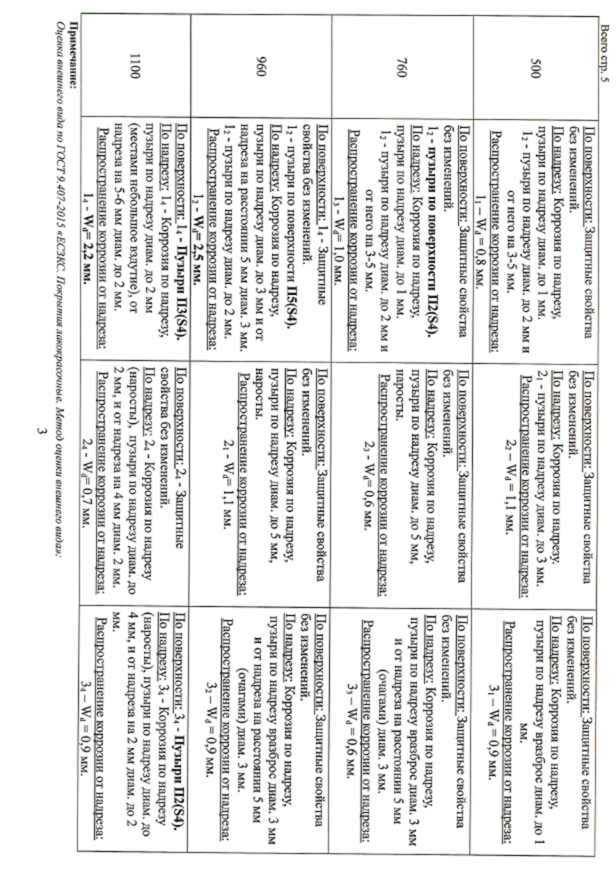 Всего стр. 5
500
По поверхности: Защитные свойства
без изменений.
По надрезу: Коррозия по надрезу,
пузыри по надрезу диам. до 1 мм.
1₂ - пузыри по надрезу диам. до 2 мм и
от него на 3-5 мм.
Распространение коррозии от надреза:
1₁ – Wd = 0,8 мм.
По поверхности: Защитные свойства
без изменений.
По надрезу: Коррозия по надрезу.
2₁ - пузыри по надрезу диам. до 3 мм.
Распространение коррозии от надреза:
2₂ – Wd = 1,1 мм.
По поверхности: Защитные свойства
без изменений.
По надрезу: Коррозия по надрезу,
пузыри по надрезу вразброс диам. до 1
мм.
Распространение коррозии от надреза:
3₁ – Wd = 0,9 мм.
760
По поверхности: Защитные свойства
без изменений.
1₂ - пузыри по поверхности П2(S4).
По надрезу: Коррозия по надрезу,
пузыри по надрезу диам. до 1 мм.
1₂ - пузыри по надрезу диам. до 2 мм и
от него на 3-5 мм.
Распространение коррозии от надреза:
1₃ - Wd= 1,0 мм.
По поверхности: Защитные свойства
без изменений.
По надрезу: Коррозия по надрезу,
пузыри по надрезу диам. до 5 мм,
наросты.
Распространение коррозии от надреза:
2₃ - Wd= 0,6 мм.
По поверхности: Защитные свойства
без изменений.
По надрезу: Коррозия по надрезу,
пузыри по надрезу вразброс диам. 3 мм
и от надреза на расстоянии 5 мм
(очагами) диам. 3 мм.
Распространение коррозии от надреза:
3₃ – Wd = 0,6 мм.
960
По поверхности: 1₄ - Защитные
свойства без изменений.
1₂ - пузыри по поверхности П5(S4).
По надрезу: Коррозия по надрезу,
пузыри по надрезу диам. до 3 мм и от
надреза на расстоянии 5 мм диам. 3 мм.
1₂ - пузыри по надрезу диам. до 2 мм.
Распространение коррозии от надреза:
1₂ - Wd= 2,5 мм.
По поверхности: Защитные свойства
без изменений.
По надрезу: Коррозия по надрезу,
пузыри по надрезу диам. до 5 мм,
наросты.
Распространение коррозии от надреза:
2₁ - Wd= 1,1 мм.
По поверхности: Защитные свойства
без изменений.
По надрезу: Коррозия по надрезу,
пузыри по надрезу вразброс диам. 3 мм
и от надреза на расстоянии 5 мм
(очагами) диам. 3 мм.
Распространение коррозии от надреза:
3₂ – Wd = 0,9 мм.
1100
По поверхности: 1₄ - Пузыри П3(S4).
По надрезу: 1₄ - Коррозия по надрезу,
пузыри по надрезу диам. до 2 мм
(местами небольшое вздутие), от
надреза на 5-6 мм диам. до 2 мм.
Распространение коррозии от надреза:
1₄ - Wd= 2,2 мм.
По поверхности: 2₄ - Защитные
свойства без изменений.
По надрезу: 2₄ - Коррозия по надрезу
(наросты), пузыри по надрезу диам. до
2 мм, и от надреза на 4 мм диам. 2 мм.
Распространение коррозии от надреза:
2₄ - Wd= 0,7 мм.
По поверхности: 3₄ - Пузыри П2(S4).
По надрезу: 3₄ - Коррозия по надрезу
(наросты), пузыри по надрезу диам. до
4 мм, и от надреза на 2 мм диам. до 2
мм.
Распространение коррозии от надреза:
3₄ – Wd = 0,9 мм.
Примечание:
Оценка внешнего вида по ГОСТ 9.407-2015 «ЕСЗКС. Покрытия лакокрасочные. Метод оценки внешнего вида»:
3